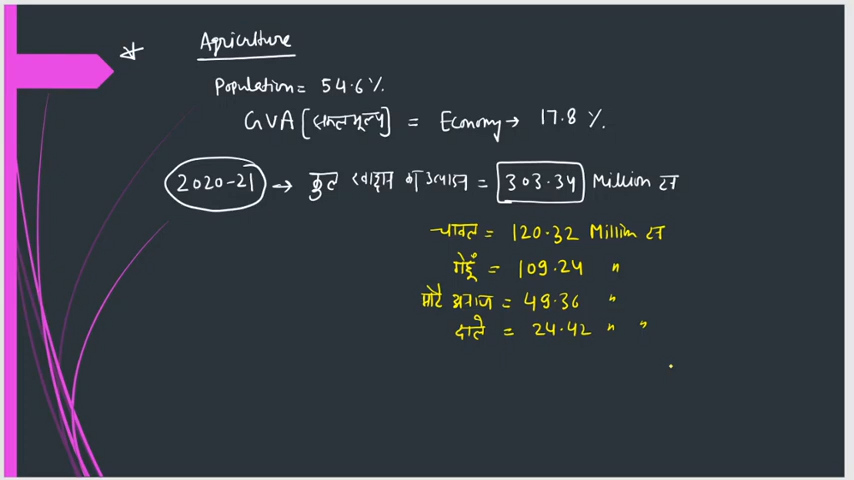 Agriculture
Population = 54.6 %.
GVA [सकल मूल्य] = Economy → 17.8 %.
2020-21 → कुल खाद्यान का उत्पादन = 303.34 Million टन
चावल = 120.32 Million टन
गेहूँ = 109.24 "
मोटे अनाज = 49.36 "
दाले = 24.42 " "